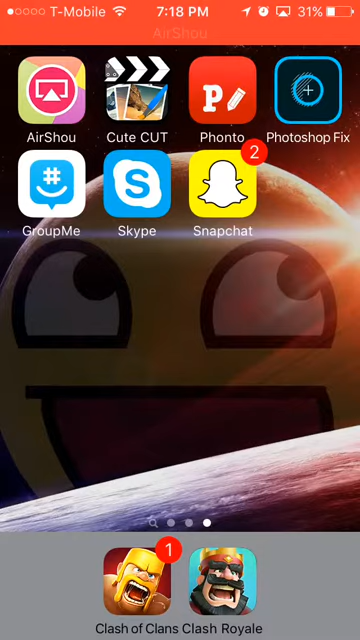 T-Mobile 7:18 PM 31%
AirShou
AirShou Cute CUT Phonto Photoshop Fix
2
GroupMe Skype Snapchat
1
Clash of Clans Clash Royale